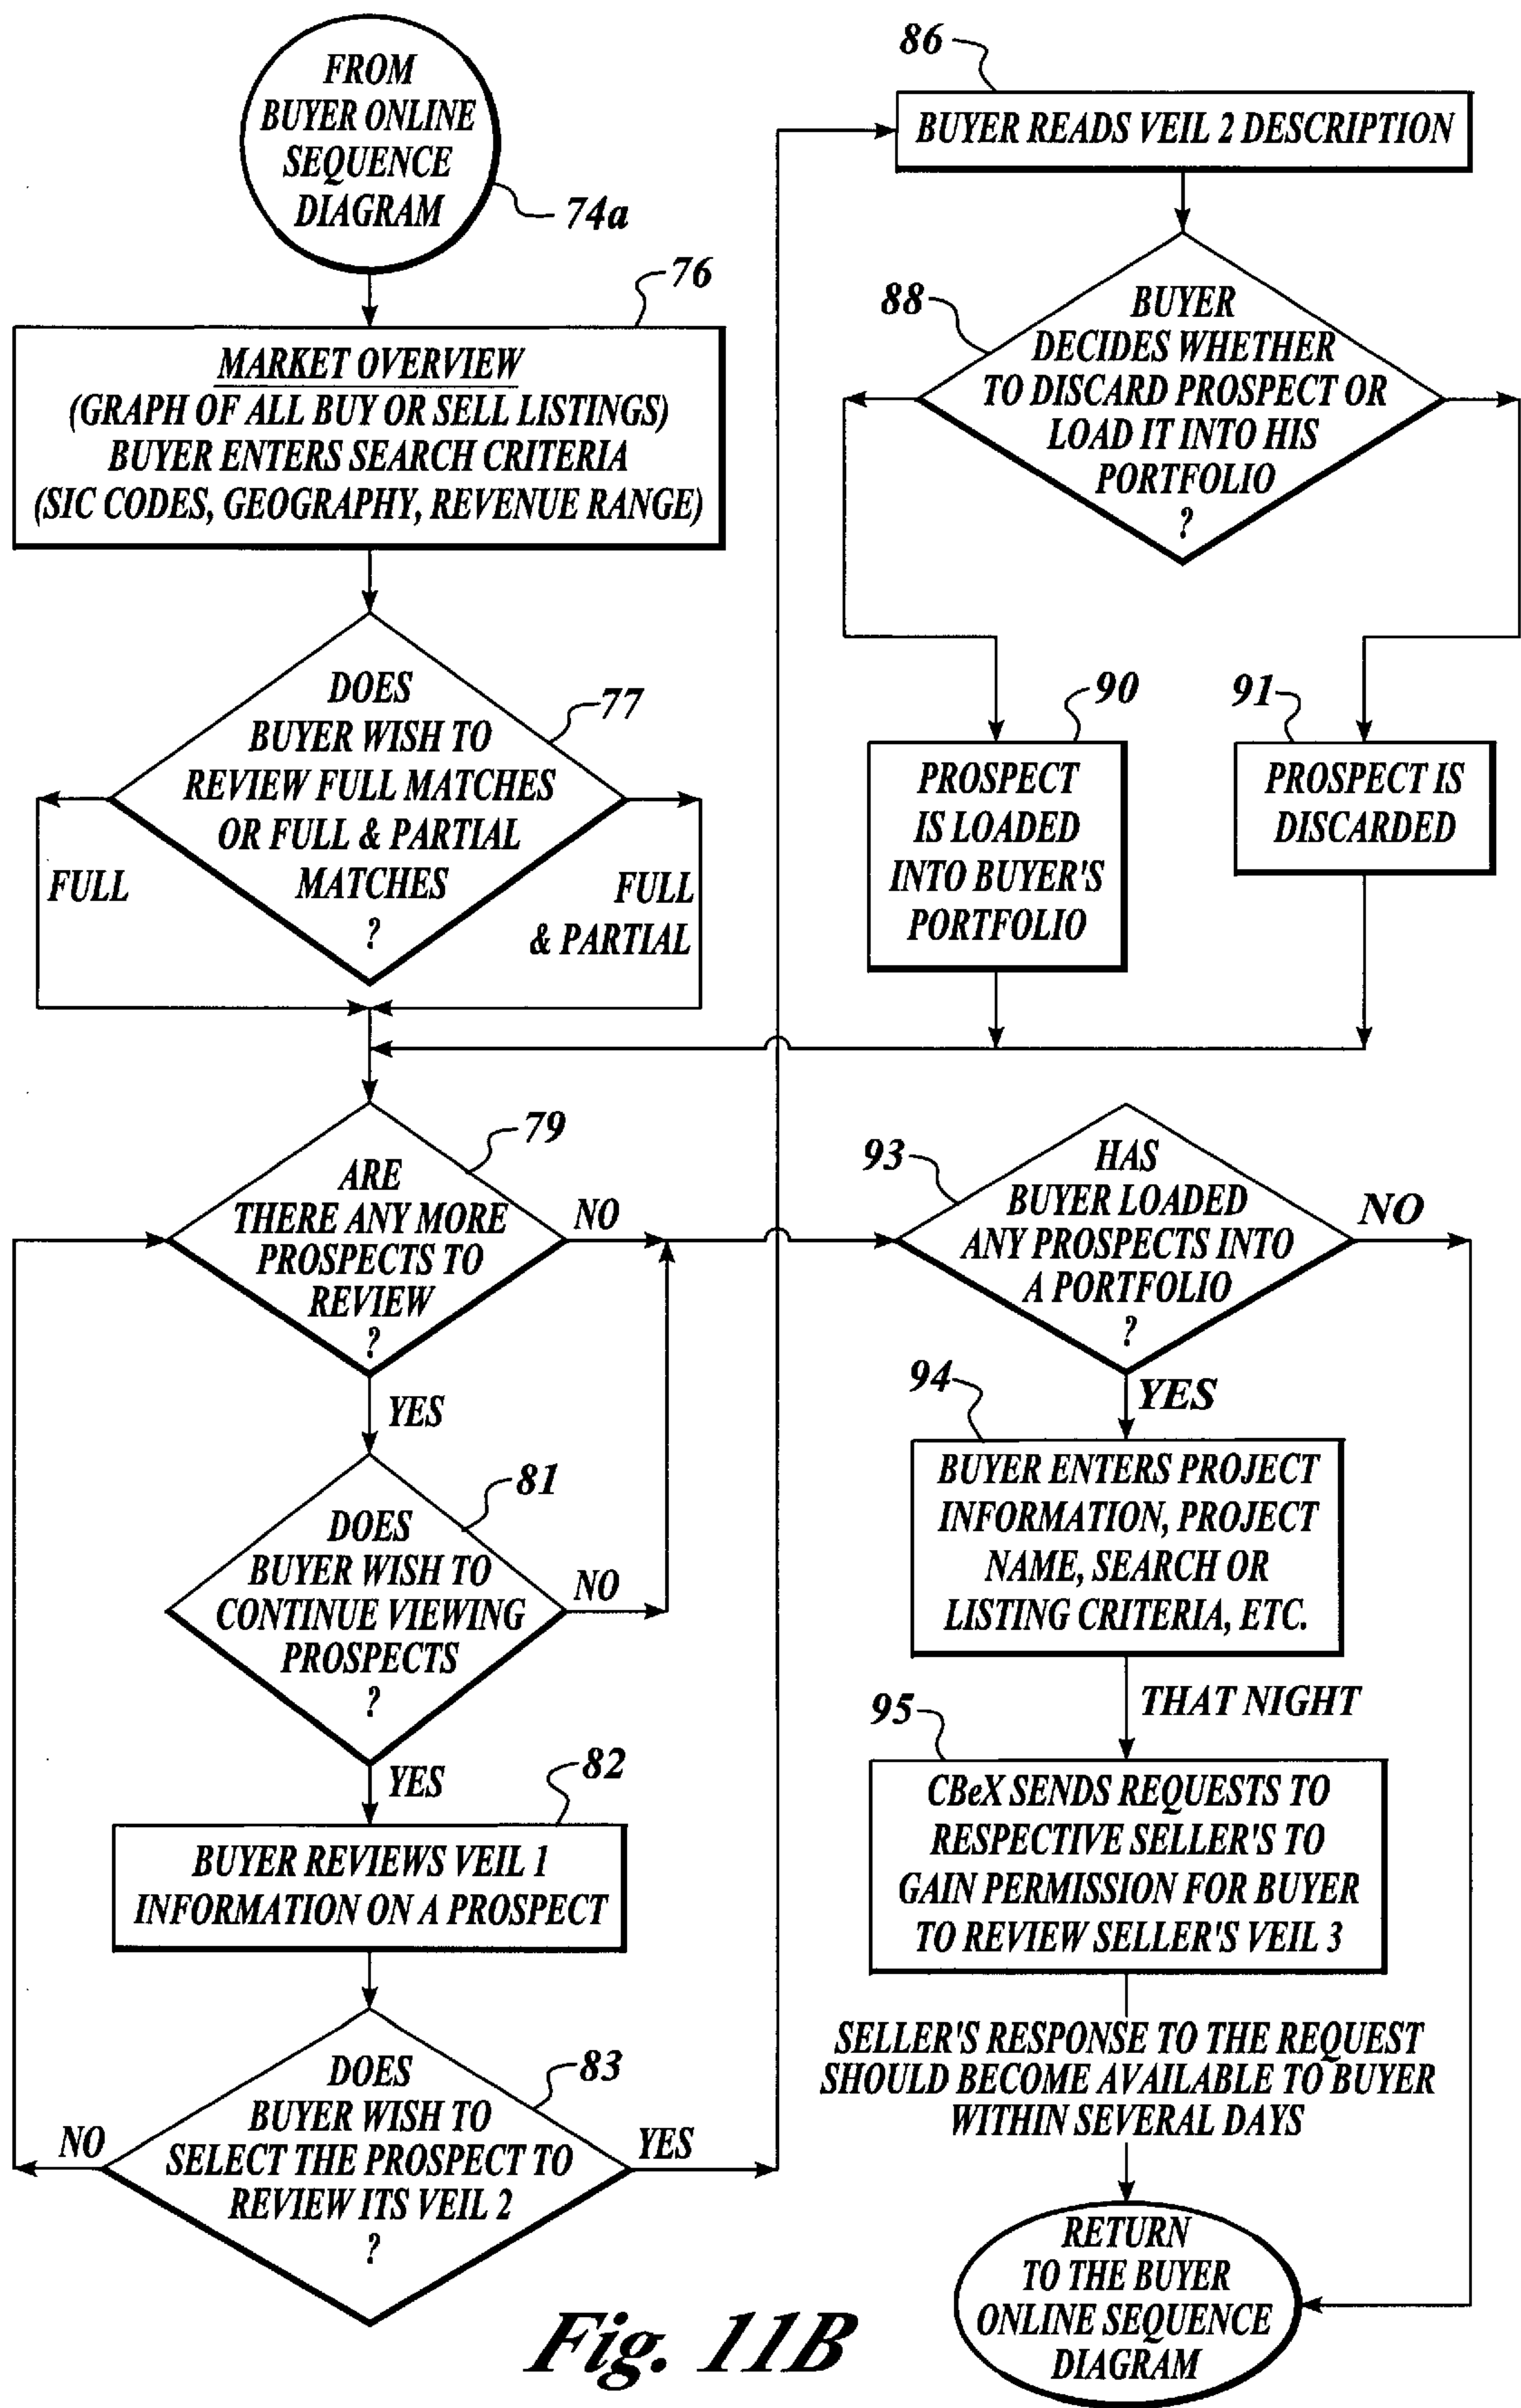 FROM
BUYER ONLINE
SEQUENCE
DIAGRAM
74a
76
MARKET OVERVIEW
(GRAPH OF ALL BUY OR SELL LISTINGS)
BUYER ENTERS SEARCH CRITERIA
(SIC CODES, GEOGRAPHY, REVENUE RANGE)
77
DOES
BUYER WISH TO
REVIEW FULL MATCHES
OR FULL & PARTIAL
MATCHES
?
FULL
FULL
& PARTIAL
79
ARE
THERE ANY MORE
PROSPECTS TO
REVIEW
?
NO
YES
81
DOES
BUYER WISH TO
CONTINUE VIEWING
PROSPECTS
?
NO
YES
82
BUYER REVIEWS VEIL 1
INFORMATION ON A PROSPECT
83
DOES
BUYER WISH TO
SELECT THE PROSPECT TO
REVIEW ITS VEIL 2
?
NO
YES
86
BUYER READS VEIL 2 DESCRIPTION
88
BUYER
DECIDES WHETHER
TO DISCARD PROSPECT OR
LOAD IT INTO HIS
PORTFOLIO
?
90
PROSPECT
IS LOADED
INTO BUYER'S
PORTFOLIO
91
PROSPECT IS
DISCARDED
93
HAS
BUYER LOADED
ANY PROSPECTS INTO
A PORTFOLIO
?
NO
YES
94
BUYER ENTERS PROJECT
INFORMATION, PROJECT
NAME, SEARCH OR
LISTING CRITERIA, ETC.
THAT NIGHT
95
CBeX SENDS REQUESTS TO
RESPECTIVE SELLER'S TO
GAIN PERMISSION FOR BUYER
TO REVIEW SELLER'S VEIL 3
SELLER'S RESPONSE TO THE REQUEST
SHOULD BECOME AVAILABLE TO BUYER
WITHIN SEVERAL DAYS
RETURN
TO THE BUYER
ONLINE SEQUENCE
DIAGRAM
Fig. 11B